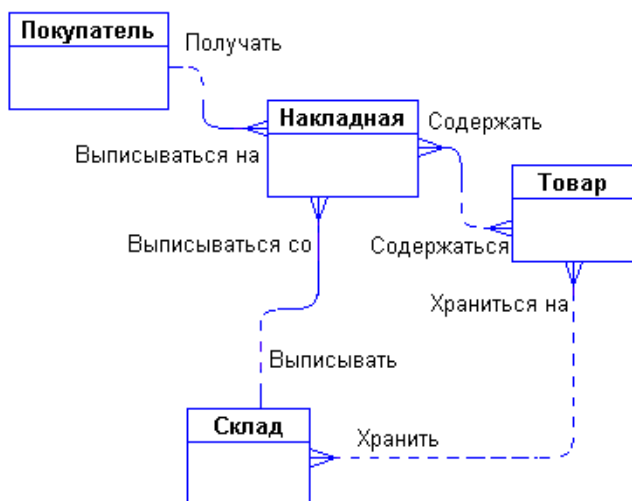 Покупатель
Получать
Накладная
Содержать
Выписываться на
Товар
Выписываться со
Содержаться
Храниться на
Выписывать
Склад
Хранить